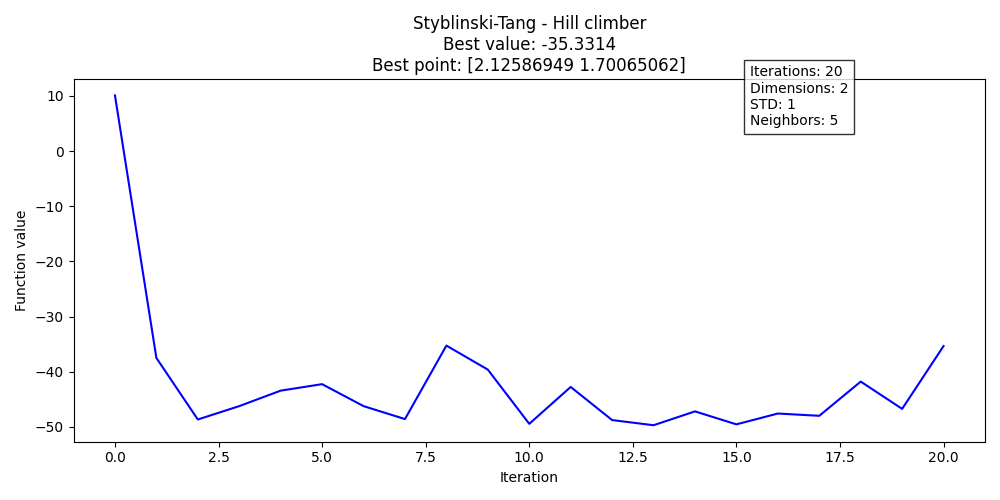 Styblinski-Tang - Hill climber
Best value: -35.3314
Best point: [2.12586949 1.70065062]
Iterations: 20
Dimensions: 2
STD: 1
Neighbors: 5
10
0
−10
−20
−30
−40
−50
Function value
0.0
2.5
5.0
7.5
10.0
12.5
15.0
17.5
20.0
Iteration